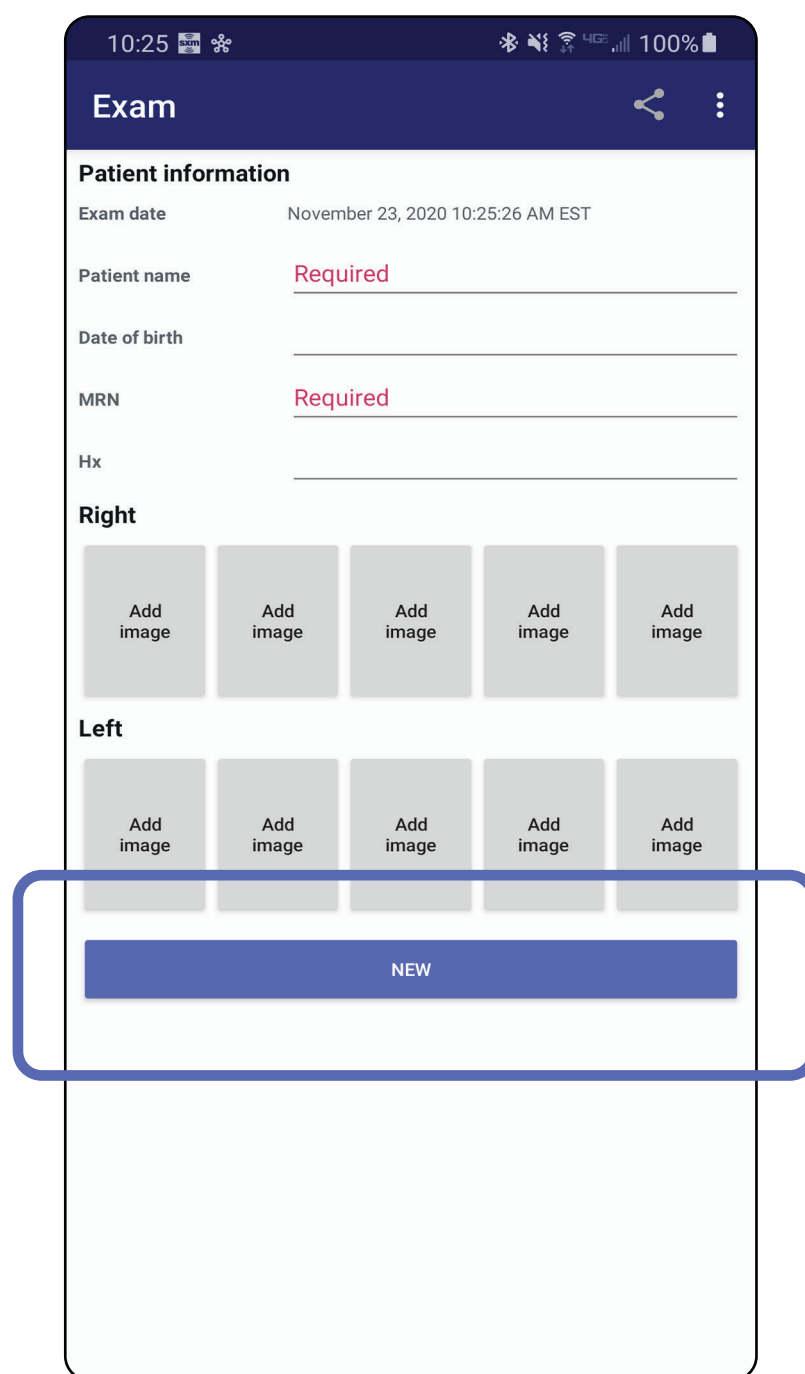 10:25 sxm 4GE 100%
Exam
Patient information
Exam date November 23, 2020 10:25:26 AM EST
Patient name Required
Date of birth
MRN Required
Hx
Right
Add image Add image Add image Add image Add image
Left
Add image Add image Add image Add image Add image
NEW